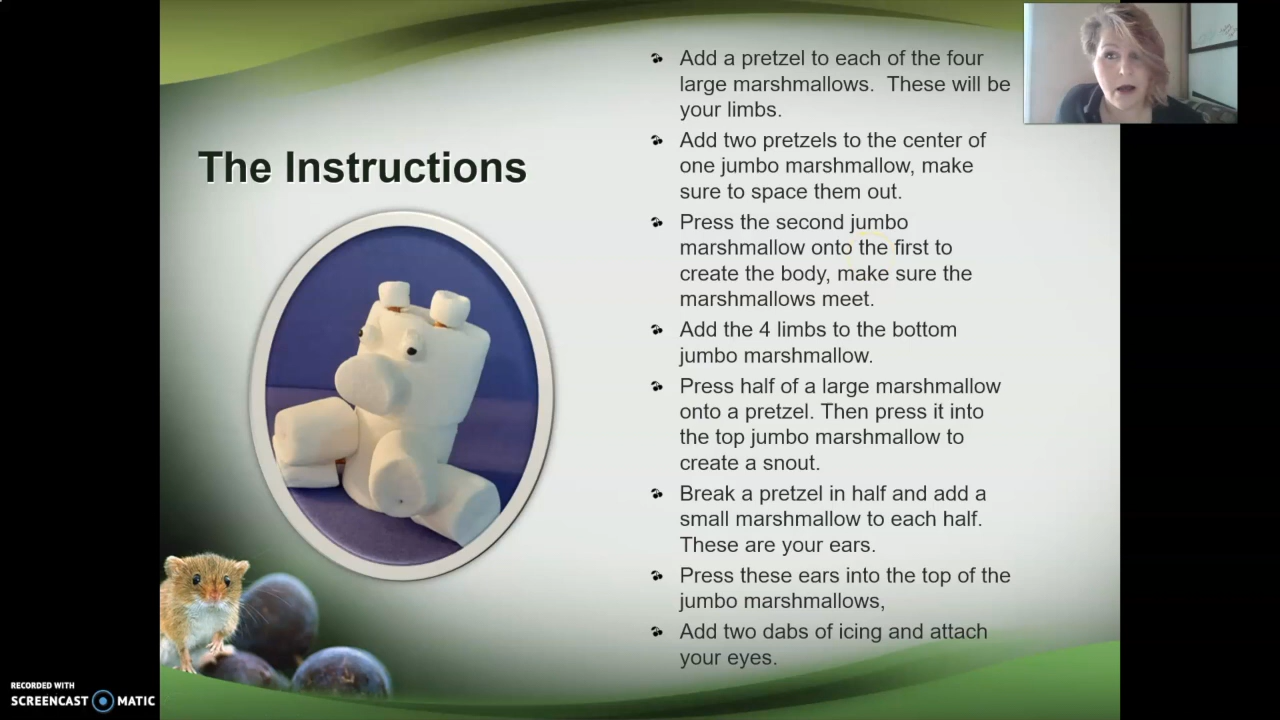 The Instructions
Add a pretzel to each of the four
large marshmallows.  These will be
your limbs.
Add two pretzels to the center of
one jumbo marshmallow, make
sure to space them out.
Press the second jumbo
marshmallow onto the first to
create the body, make sure the
marshmallows meet.
Add the 4 limbs to the bottom
jumbo marshmallow.
Press half of a large marshmallow
onto a pretzel. Then press it into
the top jumbo marshmallow to
create a snout.
Break a pretzel in half and add a
small marshmallow to each half.
These are your ears.
Press these ears into the top of the
jumbo marshmallows,
Add two dabs of icing and attach
your eyes.
RECORDED WITH
SCREENCAST MATIC